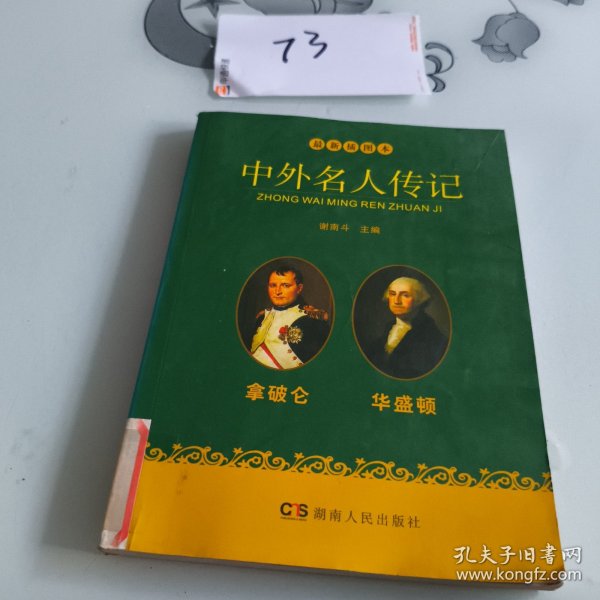 73
最新插图本
中外名人传记
ZHONG WAI MING REN ZHUAN JI
谢南斗 主编
拿破仑
华盛顿
CNS
湖南人民出版社
孔夫子旧书网
www.kongfz.com